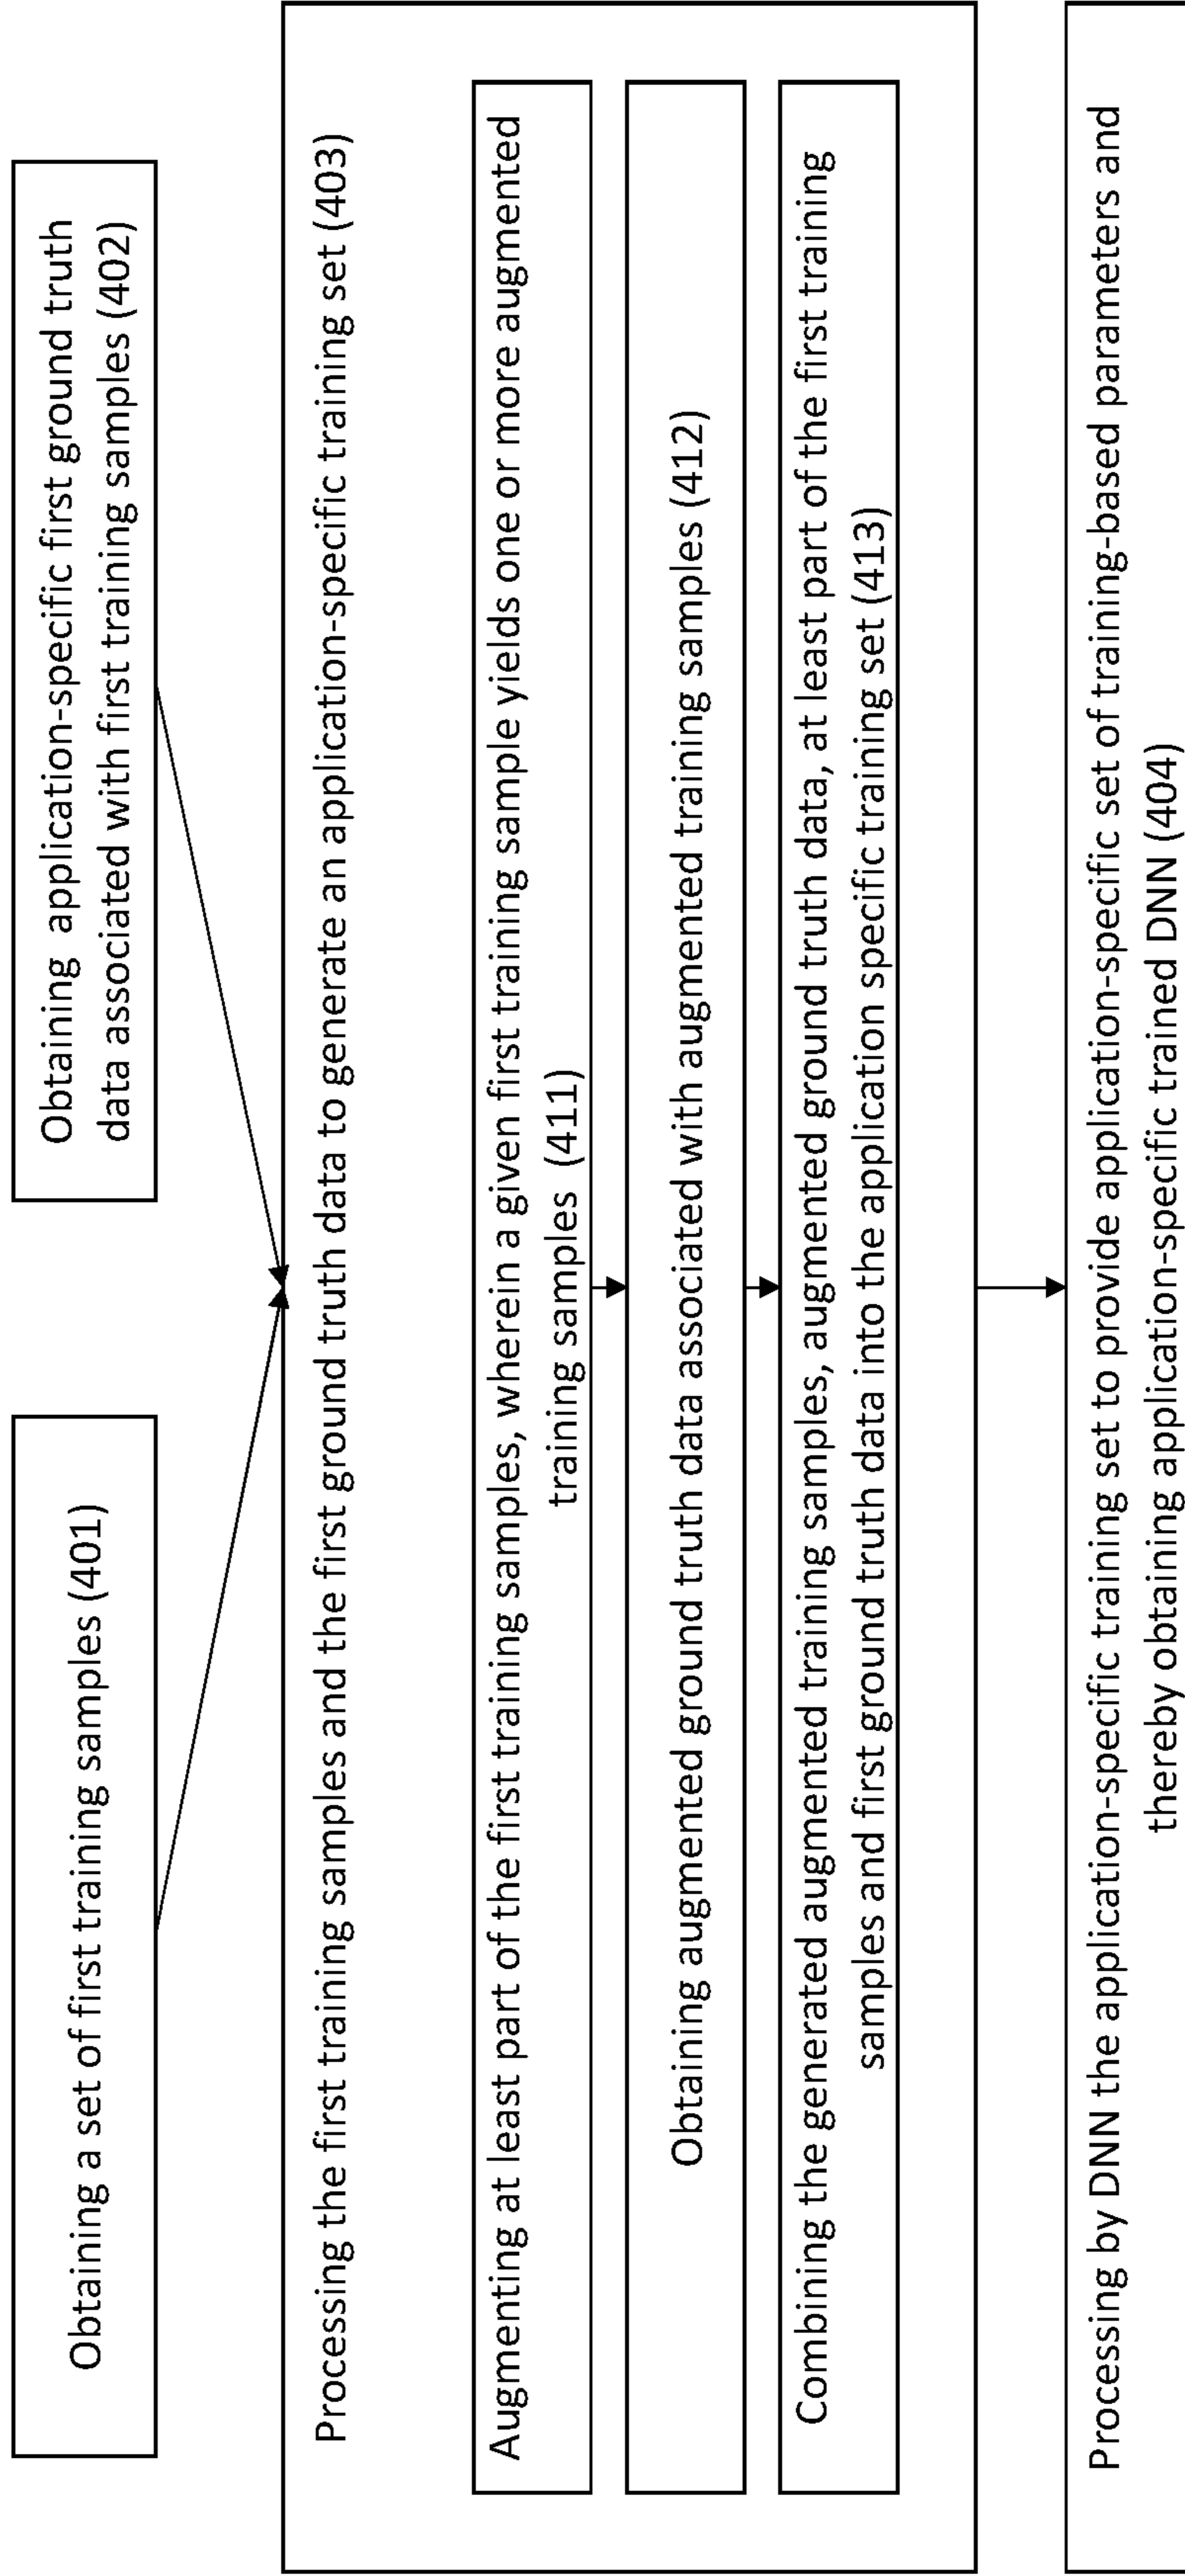 Obtaining a set of first training samples (401)
Obtaining application-specific first ground truth
data associated with first training samples (402)
Processing the first training samples and the first ground truth data to generate an application-specific training set (403)
Augmenting at least part of the first training samples, wherein a given first training sample yields one or more augmented
training samples (411)
Obtaining augmented ground truth data associated with augmented training samples (412)
Combining the generated augmented training samples, augmented ground truth data, at least part of the first training
samples and first ground truth data into the application specific training set (413)
Processing by DNN the application-specific training set to provide application-specific set of training-based parameters and
thereby obtaining application-specific trained DNN (404)